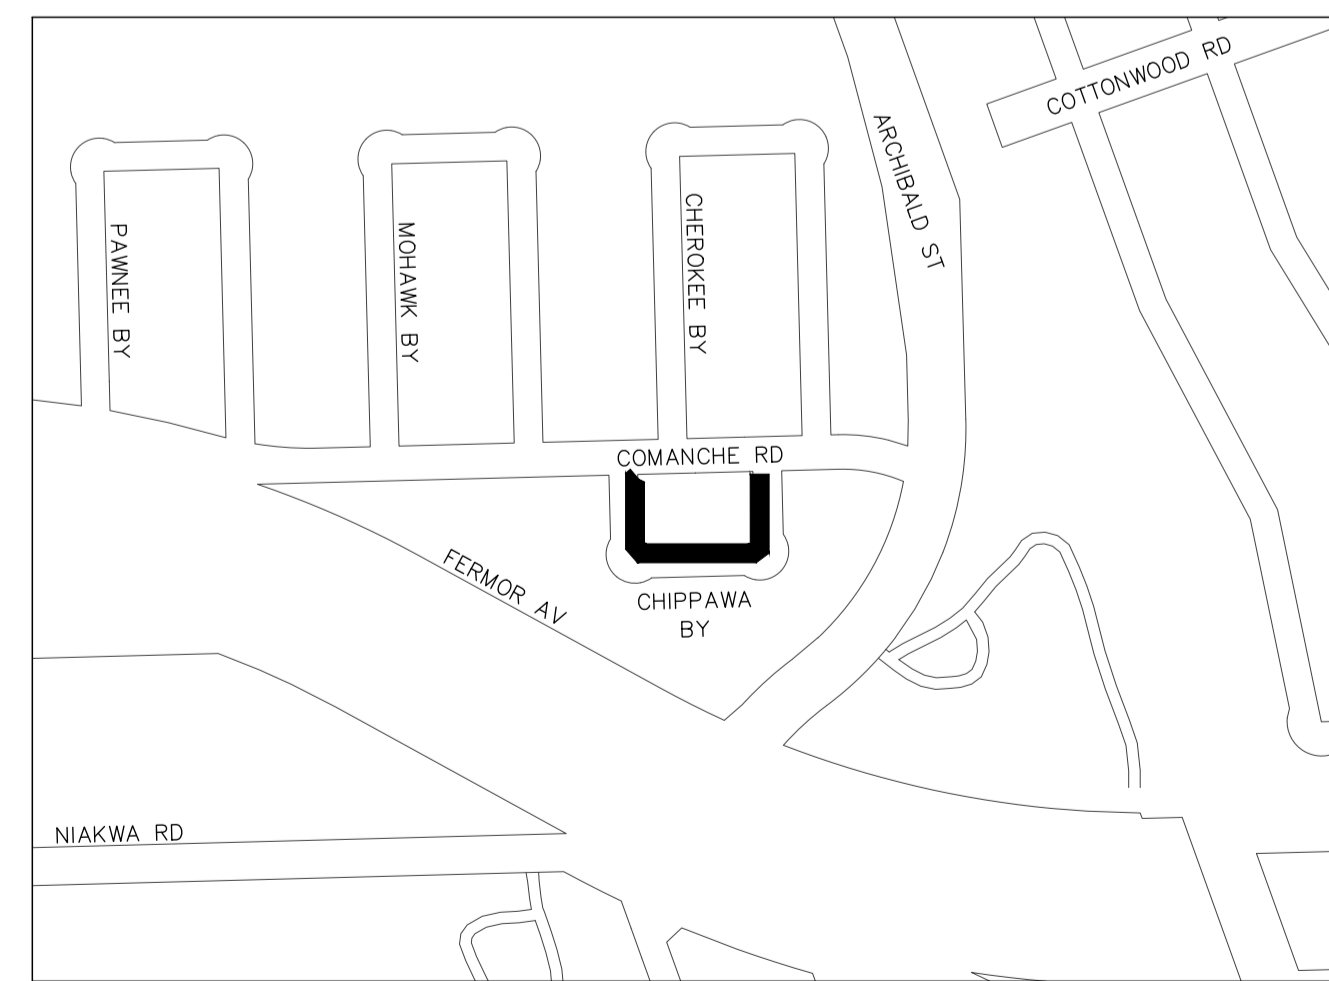 COTTONWOOD RD
ARCHIBALD ST
PAWNEE BY
MOHAWK BY
CHEROKEE BY
COMANCHE RD
FERMOR AV
CHIPPAWA
BY
NIAKWA RD